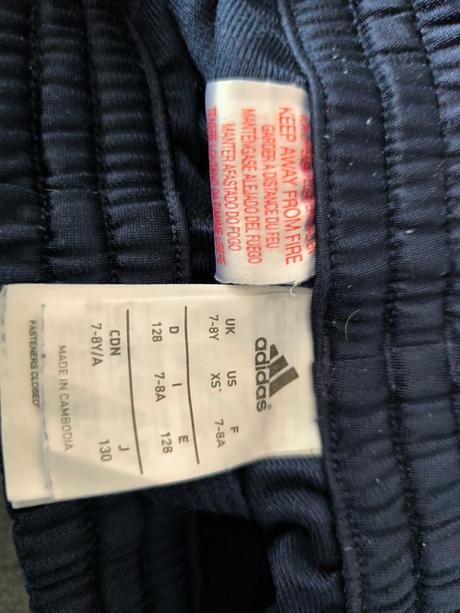 KEEP AWAY FROM FIRE
GARDER A DISTANCE DU FEU
MANTENGASE ALEJADO DEL FUEGO
MANTER AFASTADO DO FOGO
adidas®
UK US F
7-8Y XS* 7-8A
D I E
128 7-8A 128
CDN J
7-8Y/A 130
MADE IN CAMBODIA
FASTENERS CLOSED